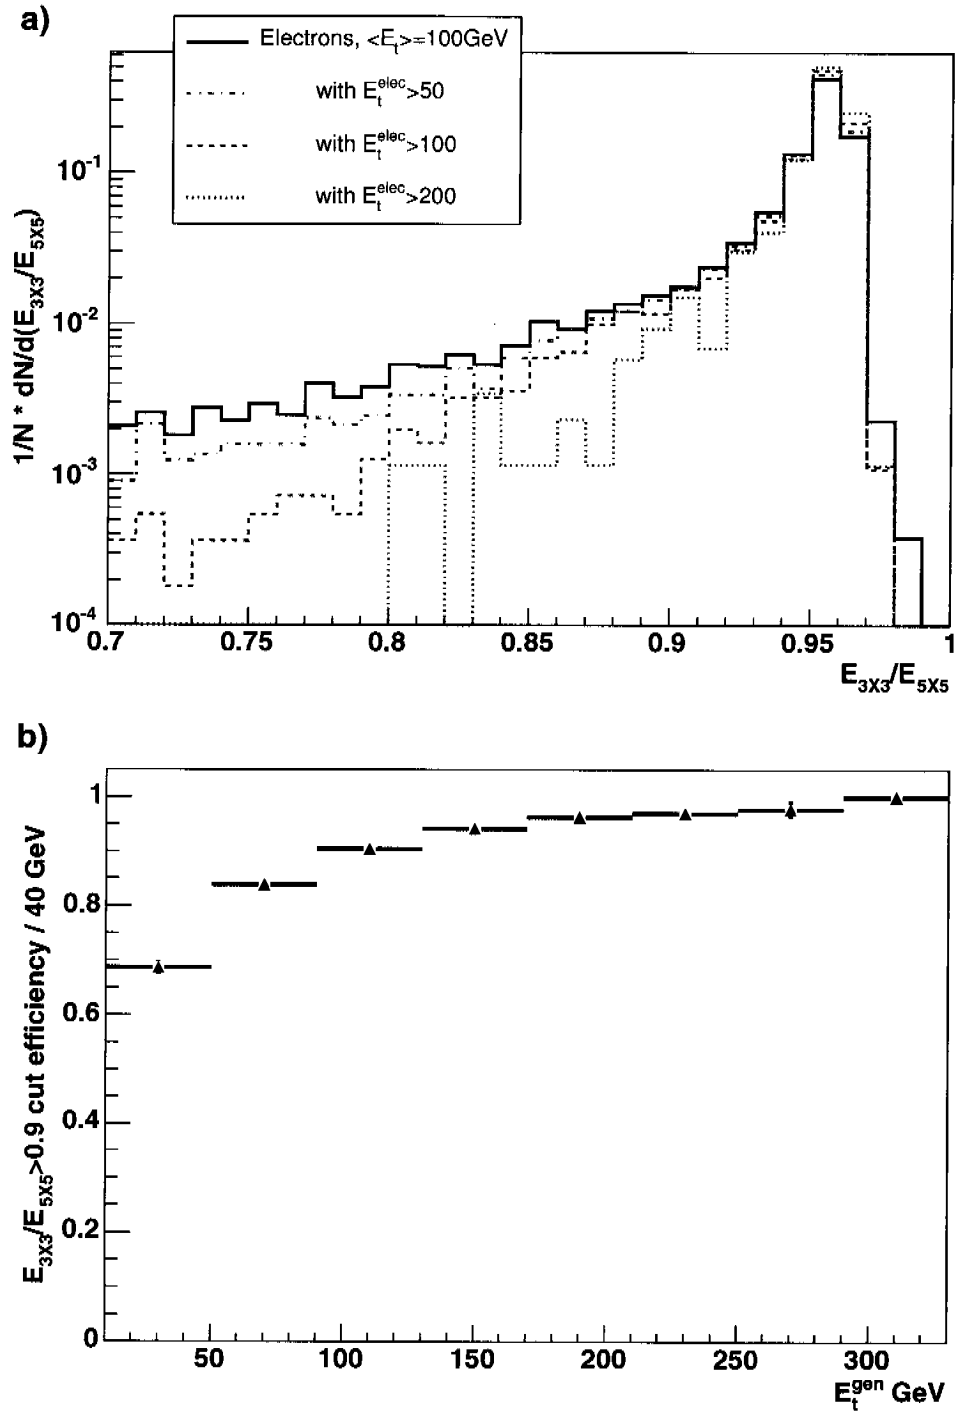 a)
Electrons, <E_t>=100GeV
with E_t^elec>50
with E_t^elec>100
with E_t^elec>200
1/N * dN/d(E_3X3/E_5X5)
10^-1
10^-2
10^-3
10^-4
0.7 0.75 0.8 0.85 0.9 0.95 1
E_3X3/E_5X5
b)
E_3X3/E_5X5>0.9 cut efficiency / 40 GeV
1
0.8
0.6
0.4
0.2
0
50 100 150 200 250 300
E_t^gen GeV